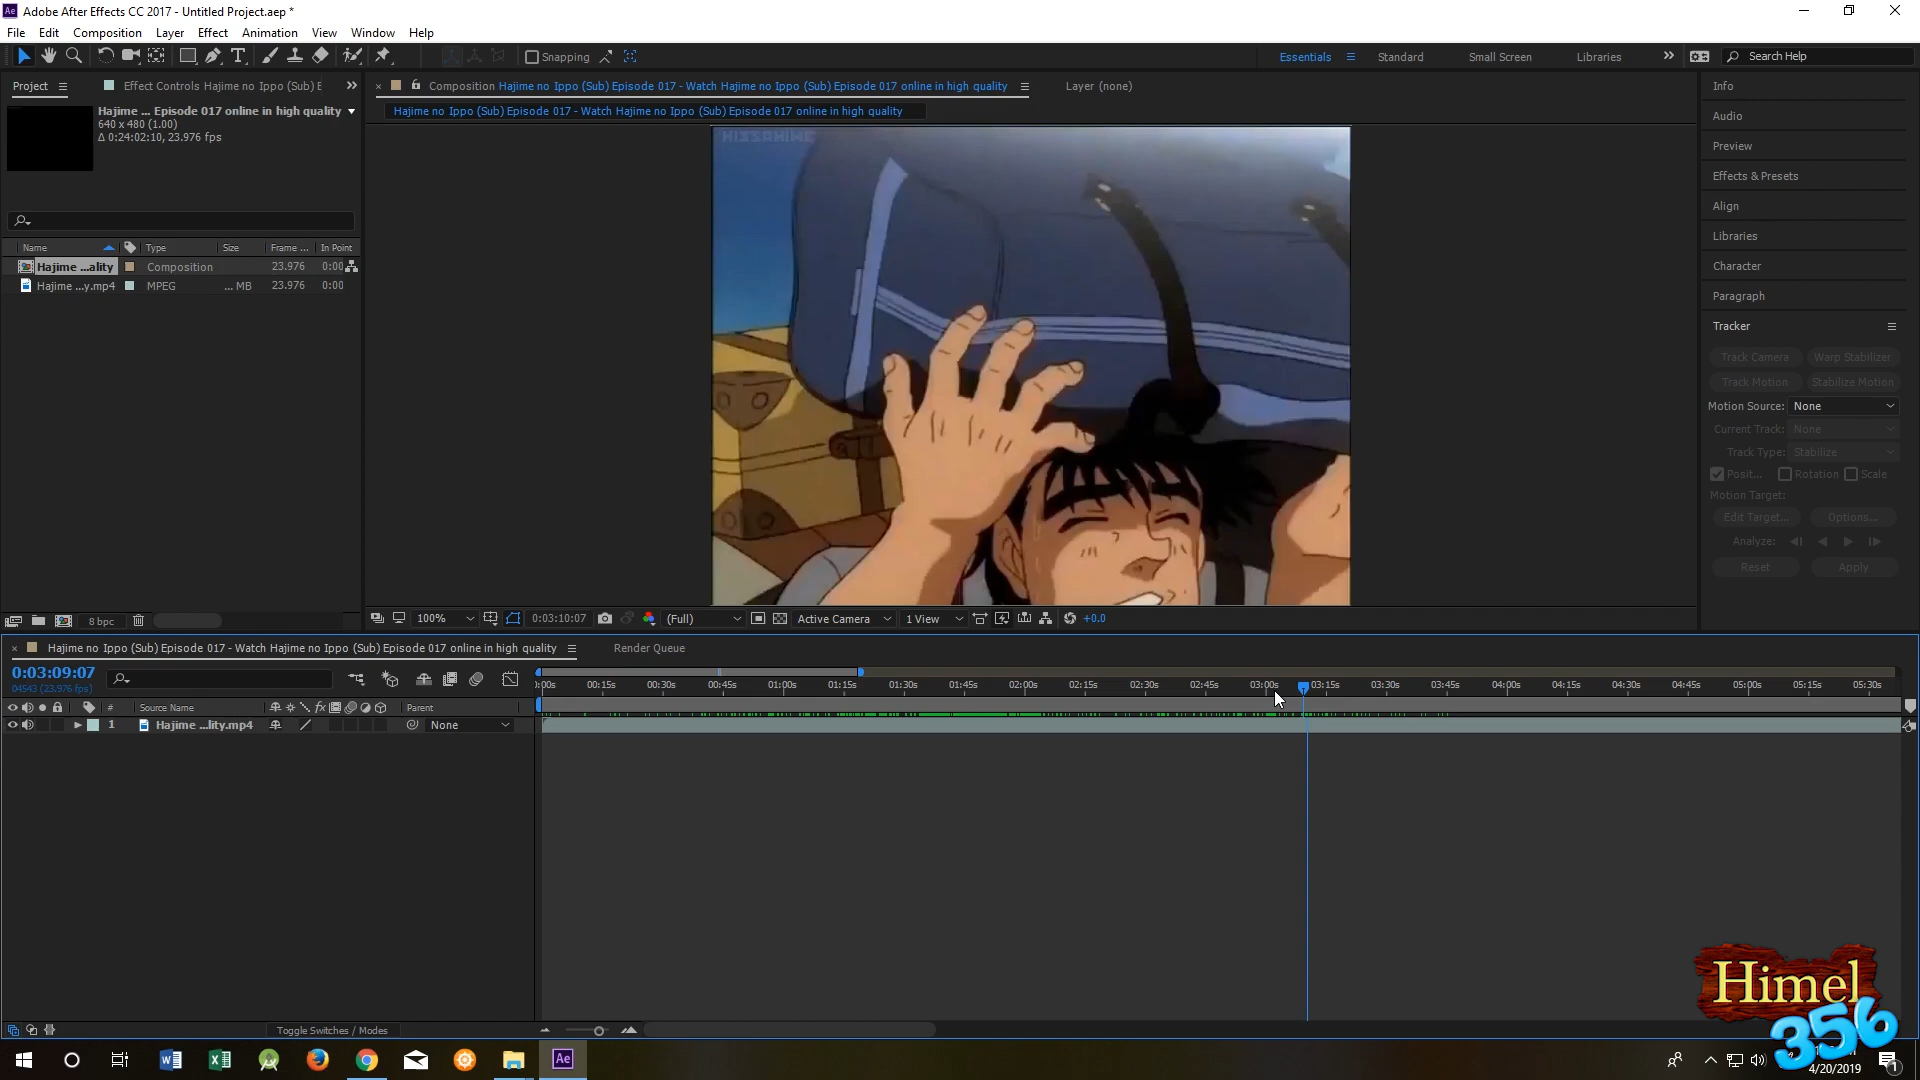 Adobe After Effects CC 2017 - Untitled Project.aep *
File Edit Composition Layer Effect Animation View Window Help
Snapping
Essentials Standard Small Screen Libraries Search Help
Project Effect Controls Hajime no Ippo (Sub) E
Composition Hajime no Ippo (Sub) Episode 017 - Watch Hajime no Ippo (Sub) Episode 017 online in high quality Layer (none)
Hajime ... Episode 017 online in high quality
640 x 480 (1.00)
Δ 0:24:02:10, 23.976 fps
Hajime no Ippo (Sub) Episode 017 - Watch Hajime no Ippo (Sub) Episode 017 online in high quality
KISSANIME
Name Type Size Frame ... In Point
Hajime ...ality Composition 23.976 0:00
Hajime ...y.mp4 MPEG ... MB 23.976 0:00
8 bpc
Info
Audio
Preview
Effects & Presets
Align
Libraries
Character
Paragraph
Tracker
Track Camera Warp Stabilizer
Track Motion Stabilize Motion
Motion Source: None
Current Track: None
Track Type: Stabilize
Posit... Rotation Scale
Motion Target:
Edit Target... Options...
Analyze:
Reset Apply
100% 0:03:10:07 (Full) Active Camera 1 View +0.0
Hajime no Ippo (Sub) Episode 017 - Watch Hajime no Ippo (Sub) Episode 017 online in high quality Render Queue
0:03:09:07
04543 (23.976 fps)
0:00s 00:15s 00:30s 00:45s 01:00s 01:15s 01:30s 01:45s 02:00s 02:15s 02:30s 02:45s 03:00s 03:15s 03:30s 03:45s 04:00s 04:15s 04:30s 04:45s 05:00s 05:15s 05:30s
# Source Name fx Parent
1 Hajime ...lity.mp4 None
Toggle Switches / Modes
Himel
356
Ae
4/20/2019
1